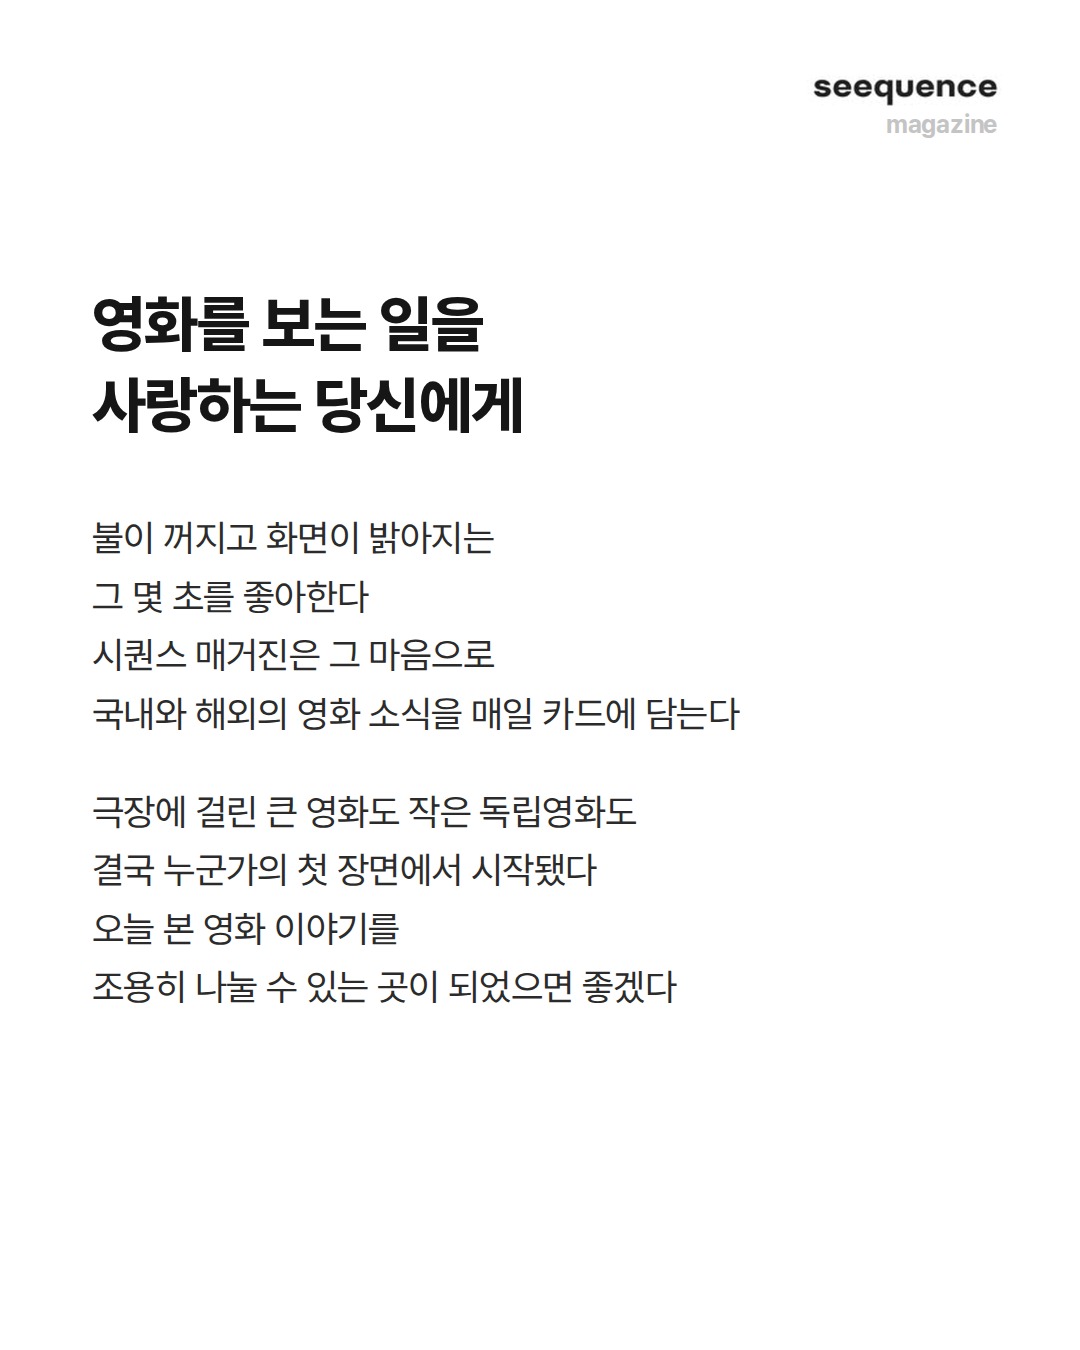 seequence
magazine
영화를 보는 일을
사랑하는 당신에게
불이 꺼지고 화면이 밝아지는
그 몇 초를 좋아한다
시퀀스 매거진은 그 마음으로
국내와 해외의 영화 소식을 매일 카드에 담는다
극장에 걸린 큰 영화도 작은 독립영화도
결국 누군가의 첫 장면에서 시작됐다
오늘 본 영화 이야기를
조용히 나눌 수 있는 곳이 되었으면 좋겠다